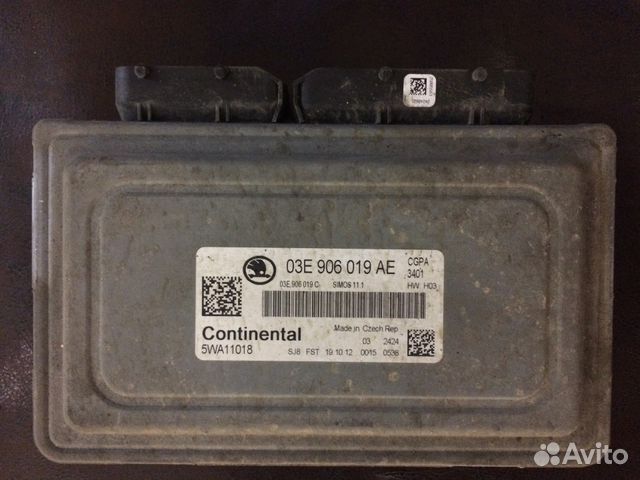 03E 906 019 AE
CGPA
3401
03E 906 019 C
SIMOS 11.1
HW H03
Continental
5WA11018
Made in Czech Rep
03 2424
SJ8 FST 19 10 12 0015 0538
Avito